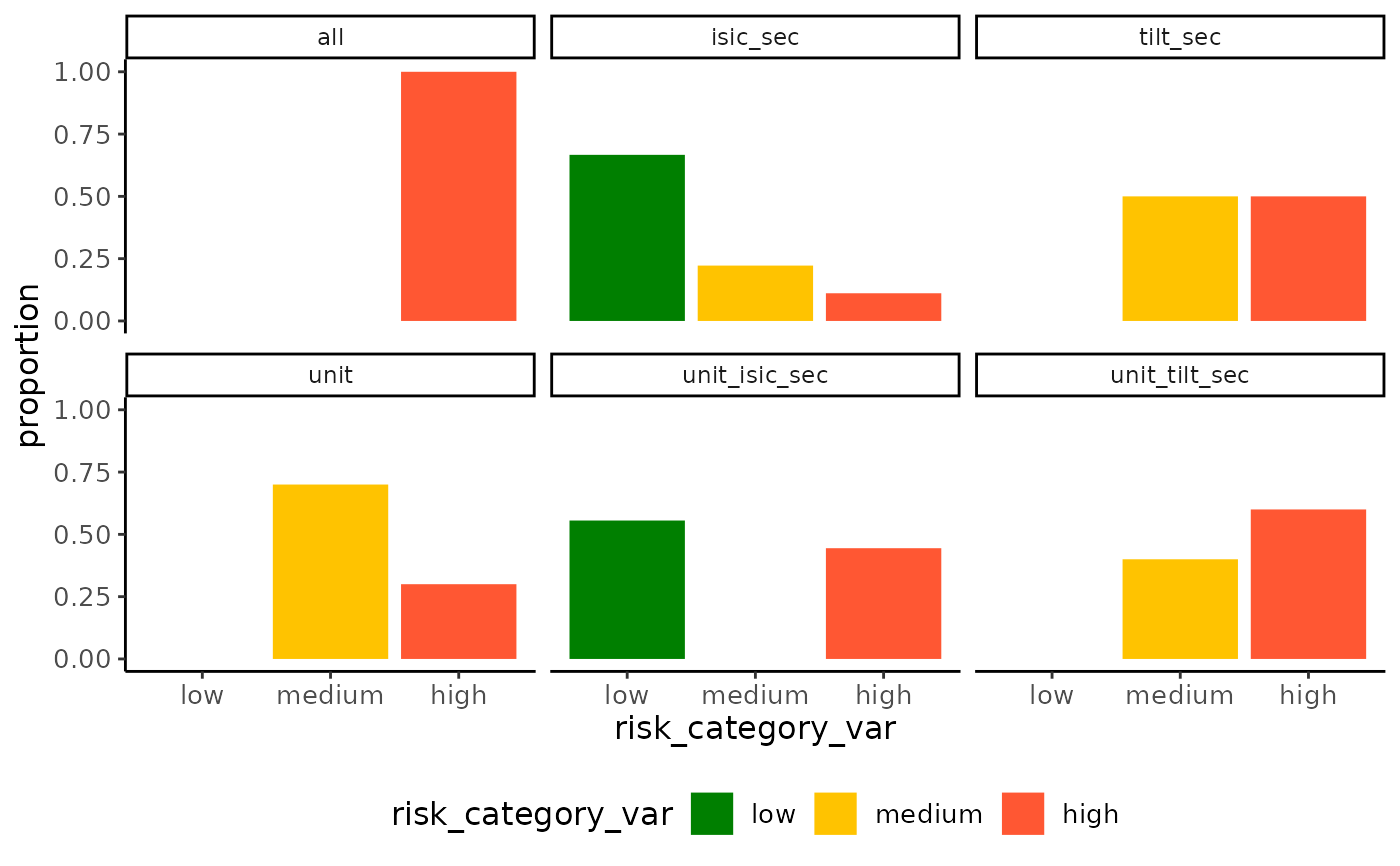 all isic_sec tilt_sec
1.00
0.75
0.50
0.25
0.00
unit unit_isic_sec unit_tilt_sec
1.00
0.75
0.50
0.25
0.00
proportion
low medium high low medium high low medium high
risk_category_var
risk_category_var low medium high